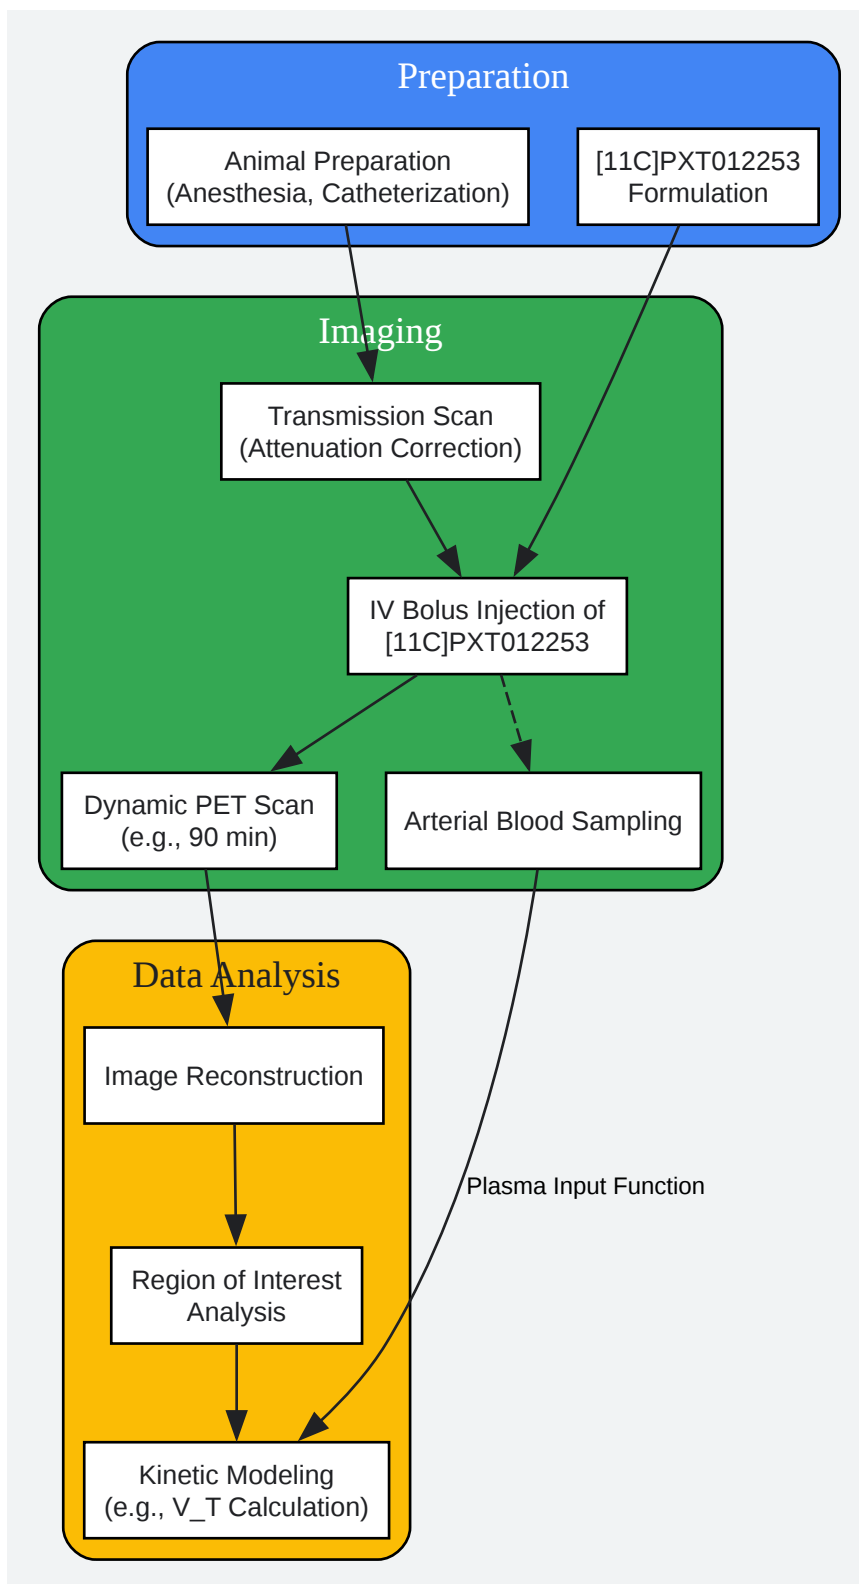 Preparation
Animal Preparation
(Anesthesia, Catheterization)
[11C]PXT012253
Formulation
Imaging
Transmission Scan
(Attenuation Correction)
IV Bolus Injection of
[11C]PXT012253
Dynamic PET Scan
(e.g., 90 min)
Arterial Blood Sampling
Data Analysis
Image Reconstruction
Plasma Input Function
Region of Interest
Analysis
Kinetic Modeling
(e.g., V_T Calculation)